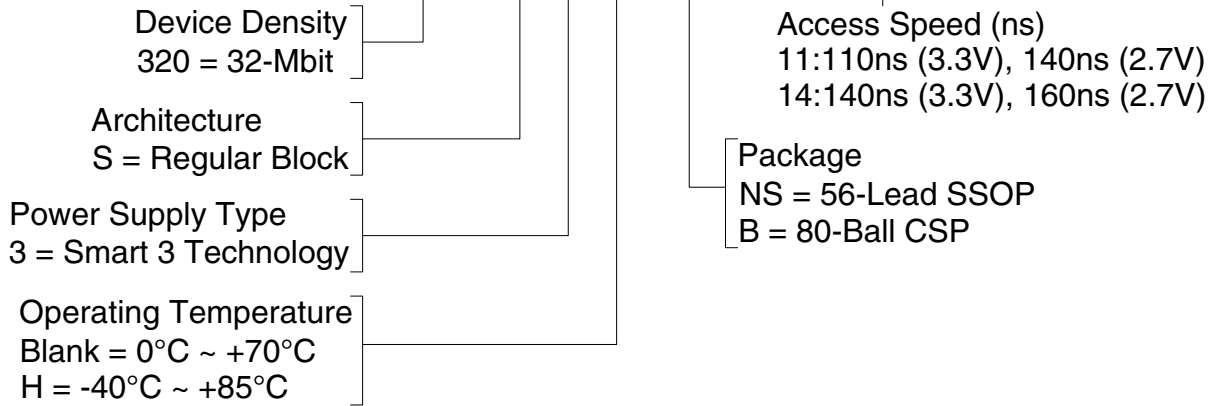 Device Density
320 = 32-Mbit
Architecture
S = Regular Block
Power Supply Type
3 = Smart 3 Technology
Operating Temperature
Blank = 0°C ~ +70°C
H = -40°C ~ +85°C
Access Speed (ns)
11:110ns (3.3V), 140ns (2.7V)
14:140ns (3.3V), 160ns (2.7V)
Package
NS = 56-Lead SSOP
B = 80-Ball CSP